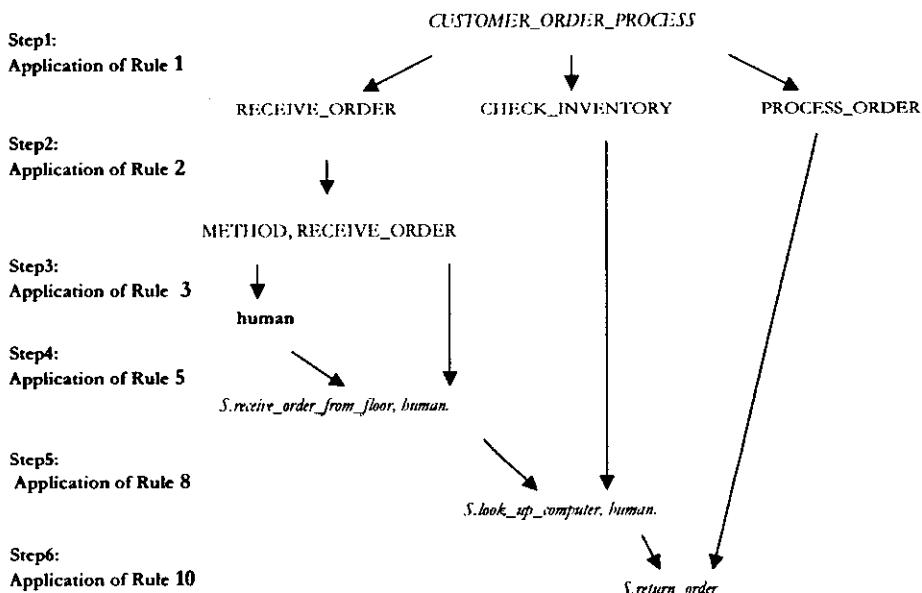 CUSTOMER_ORDER_PROCESS
Step1:
Application of Rule 1
RECEIVE_ORDER CHECK_INVENTORY PROCESS_ORDER
Step2:
Application of Rule 2
METHOD, RECEIVE_ORDER
Step3:
Application of Rule 3
human
Step4:
Application of Rule 5
S.receive_order_from_floor, human.
Step5:
Application of Rule 8
S.look_up_computer, human.
Step6:
Application of Rule 10
S.return_order